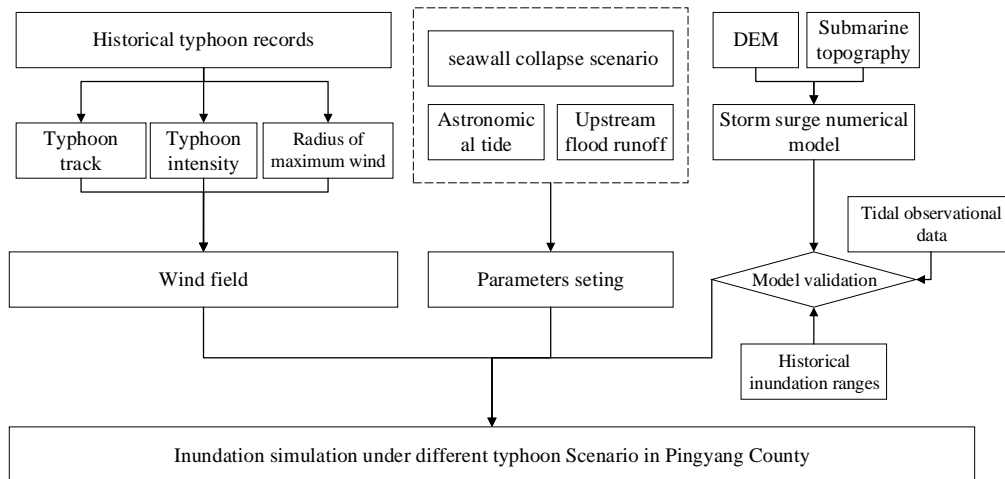 Historical typhoon records
seawall collapse scenario
DEM
Submarine
topography
Typhoon
track
Typhoon
intensity
Radius of
maximum wind
Astronomic
al tide
Upstream
flood runoff
Storm surge numerical
model
Tidal observational
data
Wind field
Parameters seting
Model validation
Historical
inundation ranges
Inundation simulation under different typhoon Scenario in Pingyang County